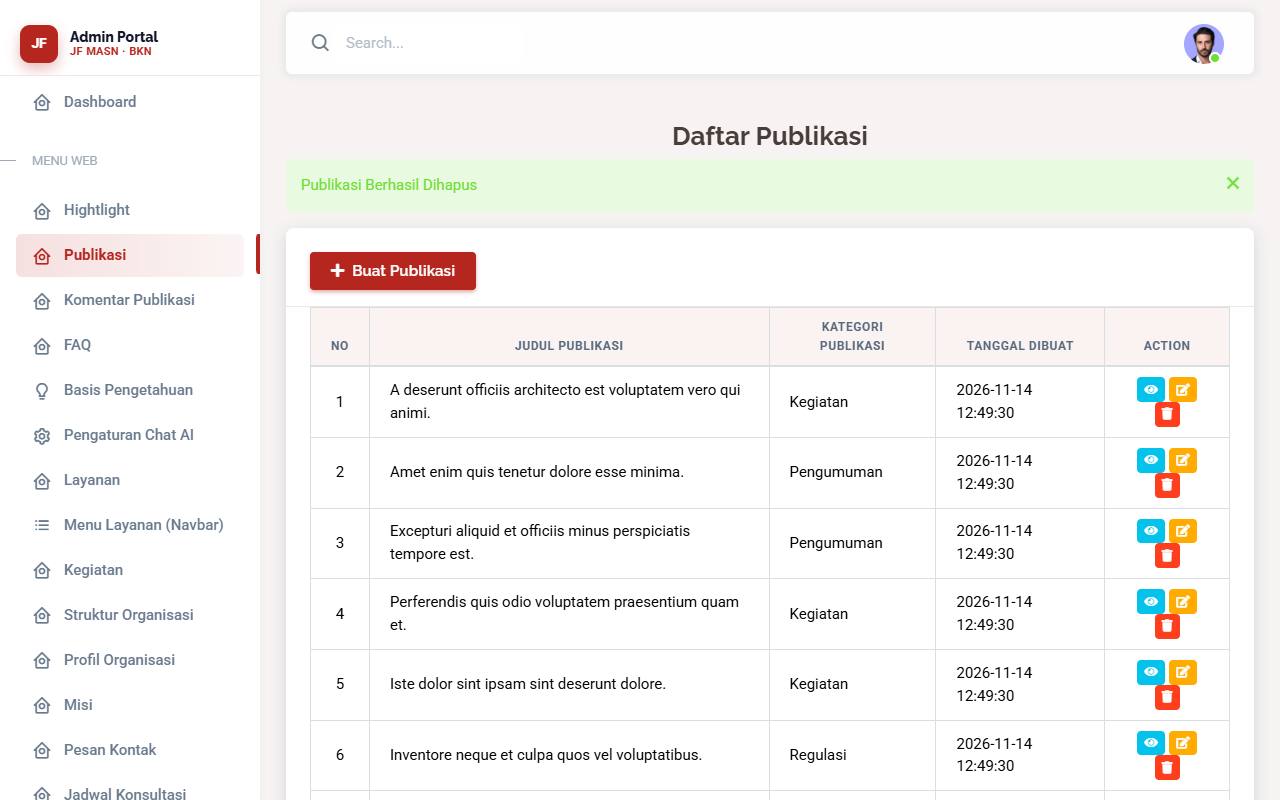 JF
Admin Portal
JF MASN · BKN
Dashboard
MENU WEB
Hightlight
Publikasi
Komentar Publikasi
FAQ
Basis Pengetahuan
Pengaturan Chat AI
Layanan
Menu Layanan (Navbar)
Kegiatan
Struktur Organisasi
Profil Organisasi
Misi
Pesan Kontak
Jadwal Konsultasi
Search...
Daftar Publikasi
Publikasi Berhasil Dihapus
Buat Publikasi
NO
JUDUL PUBLIKASI
KATEGORI
PUBLIKASI
TANGGAL DIBUAT
ACTION
1
A deserunt officiis architecto est voluptatem vero qui
animi.
Kegiatan
2026-11-14
12:49:30
2
Amet enim quis tenetur dolore esse minima.
Pengumuman
2026-11-14
12:49:30
3
Excepturi aliquid et officiis minus perspiciatis
tempore est.
Pengumuman
2026-11-14
12:49:30
4
Perferendis quis odio voluptatem praesentium quam
et.
Kegiatan
2026-11-14
12:49:30
5
Iste dolor sint ipsam sint deserunt dolore.
Kegiatan
2026-11-14
12:49:30
6
Inventore neque et culpa quos vel voluptatibus.
Regulasi
2026-11-14
12:49:30